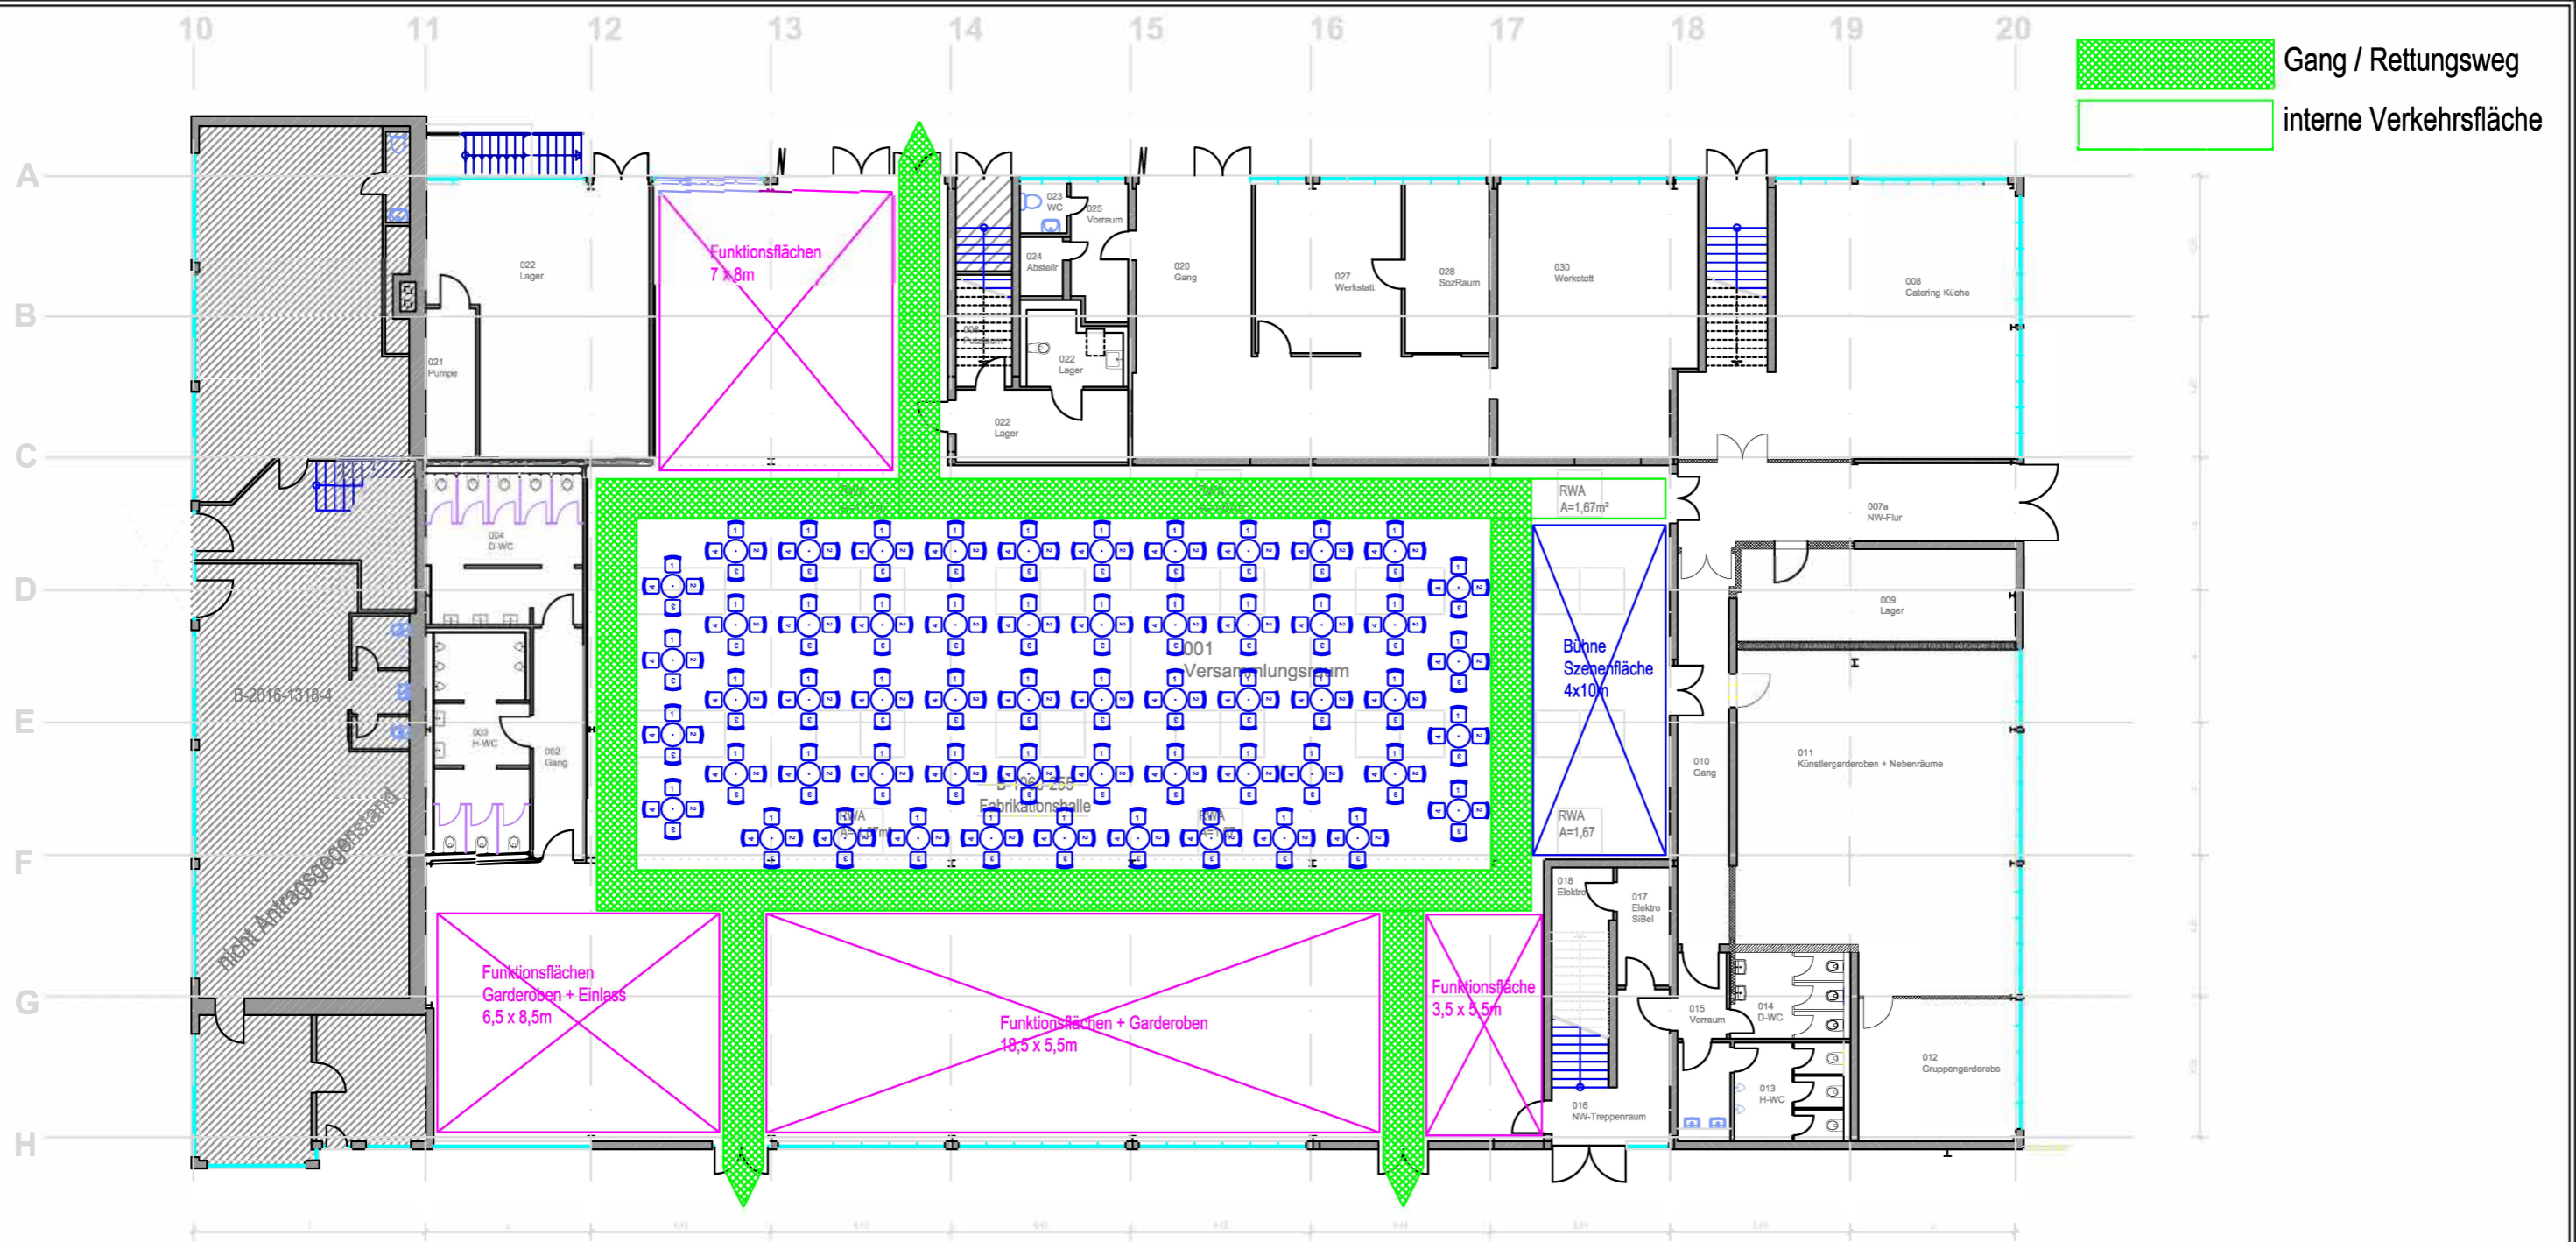 10 11 12 13 14 15 16 17 18 19 20
Gang / Rettungsweg
interne Verkehrsfläche
A
B
C
D
E
F
G
H
022
Lager
021
Pumpe
Funktionsflächen
7 x 8m
023
WC
025
Vorraum
024
Abstellr
022
Lager
022
Lager
020
Gang
027
Werkstatt
028
SozRaum
030
Werkstatt
008
Catering Küche
RWA
A=1,67m²
007a
NW-Flur
009
Lager
004
D-WC
003
H-WC
002
Gang
B-2016-1318-4
nicht Antragsgegenstand
001
Versammlungsraum
Fabrikationshalle
RWA
RWA
Bühne
Szenenfläche
4x10m
RWA
A=1,67
010
Gang
011
Künstlergarderoben + Nebenräume
018
Elektro
017
Elektro
SiBel
Funktionsflächen
Garderoben + Einlass
6,5 x 8,5m
Funktionsflächen + Garderoben
18,5 x 5,5m
Funktionsfläche
3,5 x 5,5m
015
Vorraum
014
D-WC
013
H-WC
012
Gruppengarderobe
016
NW-Treppenraum